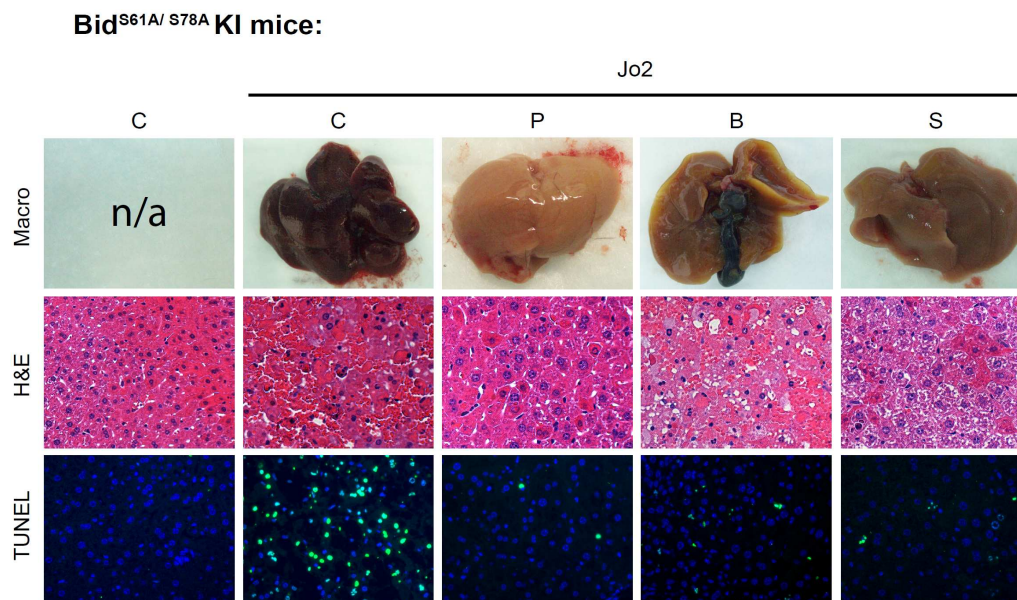 Bid^S61A/ S78A KI mice:
Jo2
C C P B S
Macro
n/a
H&E
TUNEL